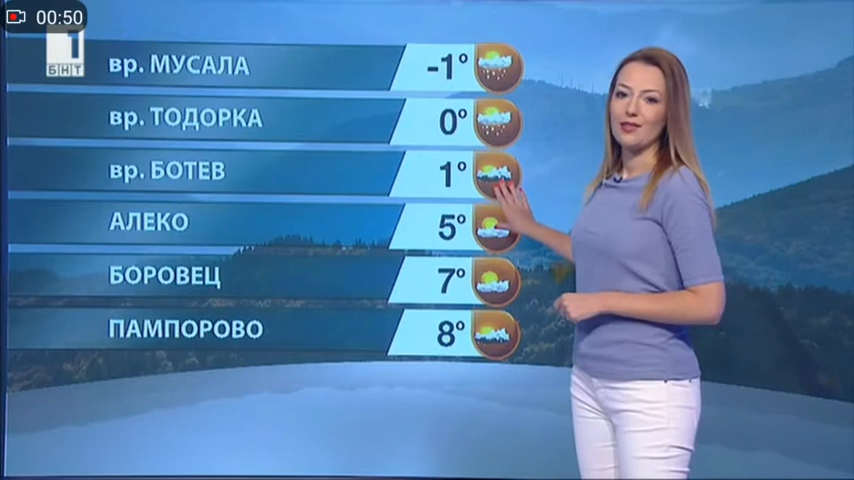 00:50
1
БНТ
вр. МУСАЛА -1°
вр. ТОДОРКА 0°
вр. БОТЕВ 1°
АЛЕКО 5°
БОРОВЕЦ 7°
ПАМПОРОВО 8°